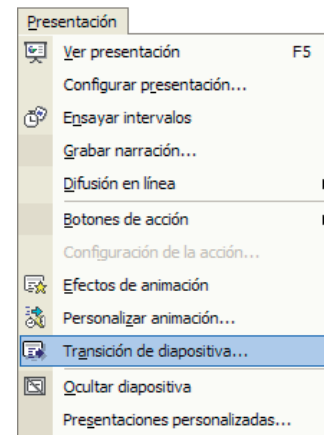 Presentación
Ver presentación F5
Configurar presentación...
Ensayar intervalos
Grabar narración...
Difusión en línea
Botones de acción
Configuración de la acción...
Efectos de animación
Personalizar animación...
Transición de diapositiva...
Ocultar diapositiva
Presentaciones personalizadas...